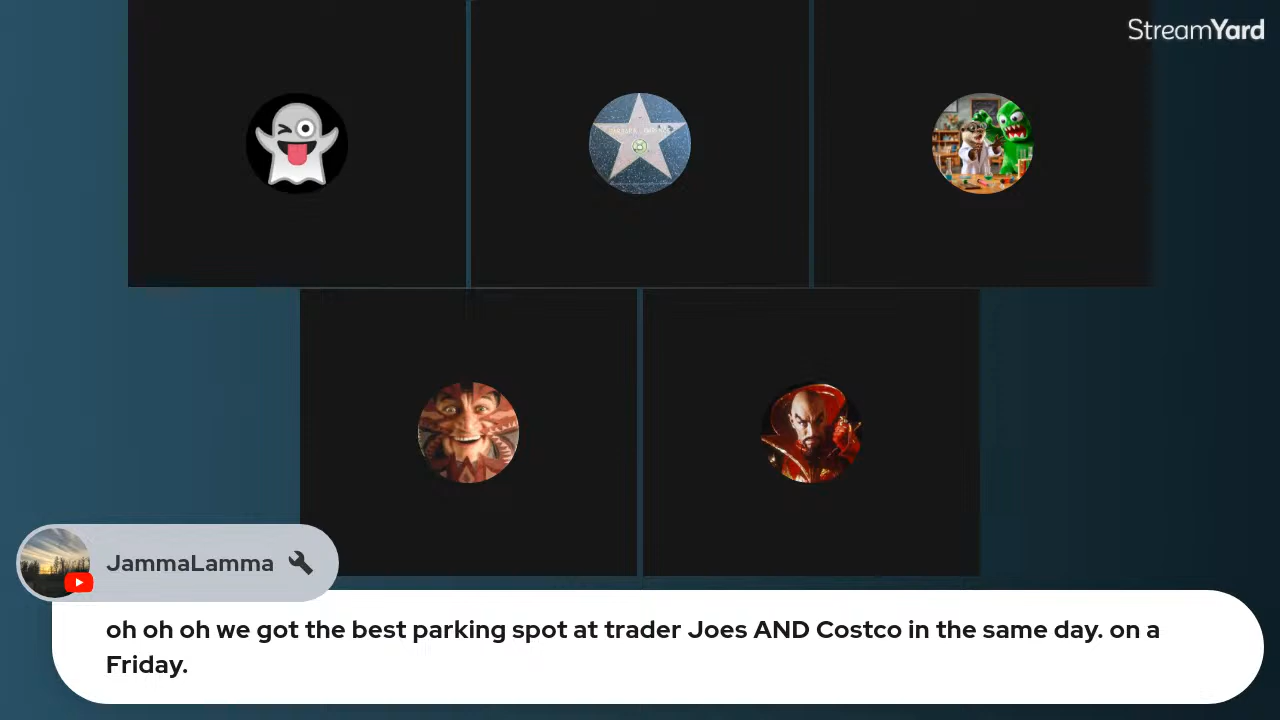 StreamYard
JammaLamma
oh oh oh we got the best parking spot at trader Joes AND Costco in the same day. on a
Friday.